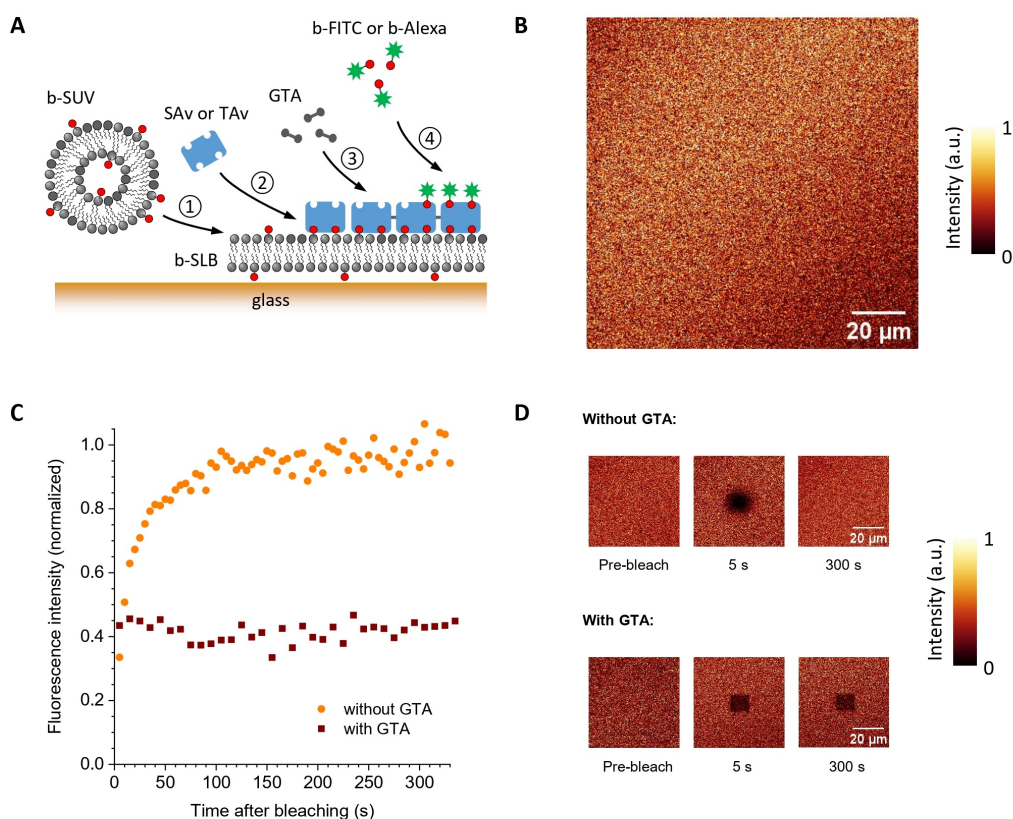 A
b-FITC or b-Alexa
b-SUV
SAv or TAv
GTA
①
②
③
④
b-SLB
glass
B
20 µm
Intensity (a.u.)
1
0
C
Fluorescence intensity (normalized)
1.0
0.8
0.6
0.4
0.2
0.0
without GTA
with GTA
0
50
100
150
200
250
300
Time after bleaching (s)
D
Without GTA:
20 µm
Pre-bleach
5 s
300 s
With GTA:
20 µm
Pre-bleach
5 s
300 s
Intensity (a.u.)
1
0